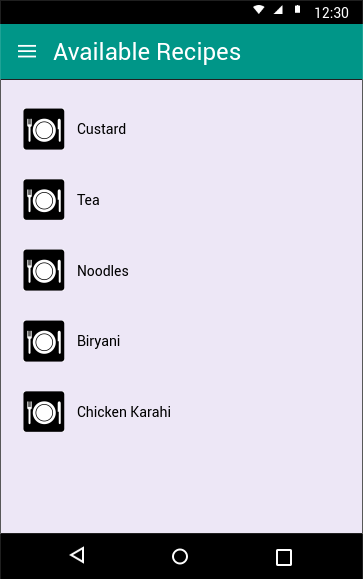 12:30
Available Recipes
Custard
Tea
Noodles
Biryani
Chicken Karahi